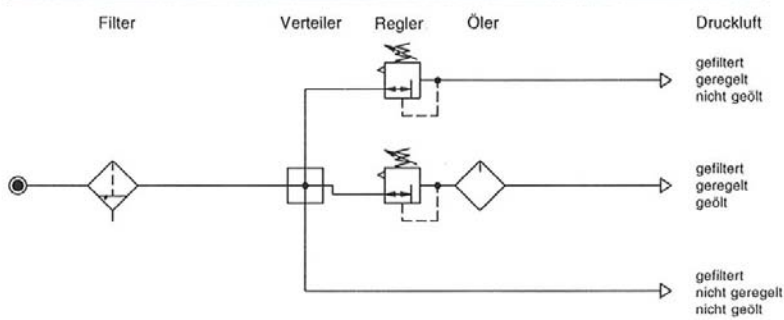 Filter
Verteiler
Regler
Öler
Druckluft
gefiltert
geregelt
nicht geölt
gefiltert
geregelt
geölt
gefiltert
nicht geregelt
nicht geölt